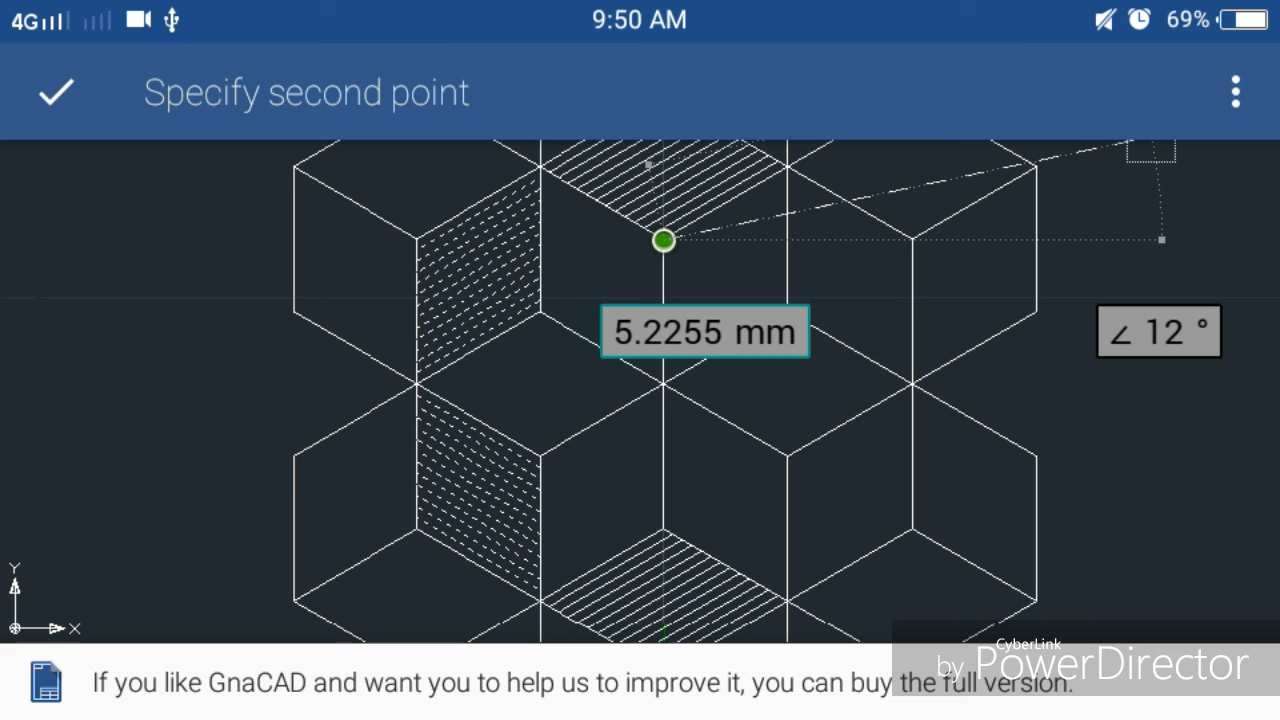 4G 9:50 AM 69%
Specify second point
5.2255 mm
∠ 12 °
Y
X
CyberLink
by PowerDirector
If you like GnaCAD and want you to help us to improve it, you can buy the full version.